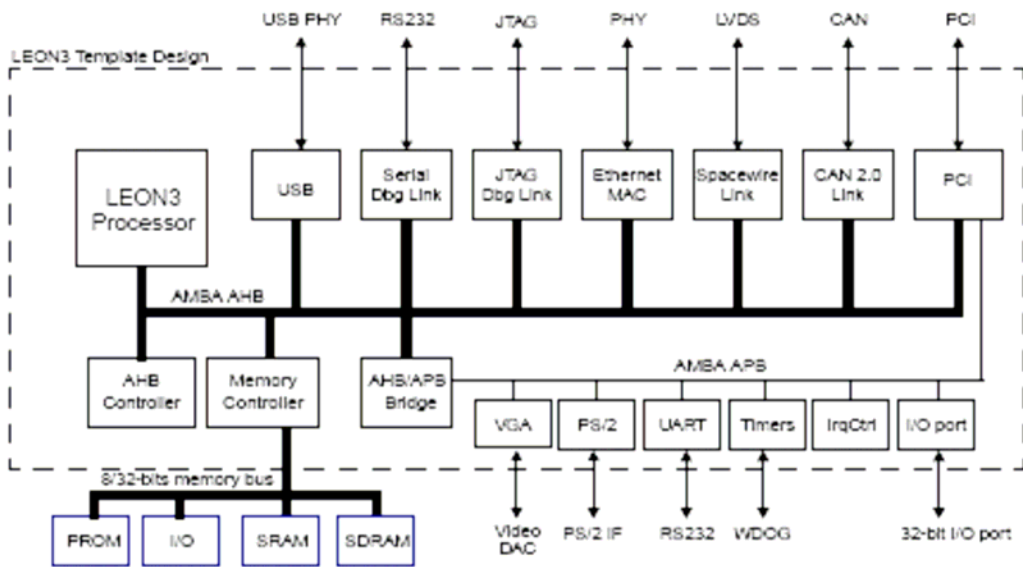 USB PHY RS232 JTAG PHY LVDS CAN PCI
LEON3 Template Design
LEON3
Processor
USB
Serial
Dbg Link
JTAG
Dbg Link
Ethernet
MAC
Spacewire
Link
CAN 2.0
Link
PCI
AMBA AHB
AHB
Controller
Memory
Controller
AHB/APB
Bridge
AMBA APB
VGA
PS/2
UART
Timers
IrqCtrl
I/O port
8/32-bits memory bus
PROM
I/O
SRAM
SDRAM
Video
DAC
PS/2 IF
RS232
WDOG
32-bit I/O port